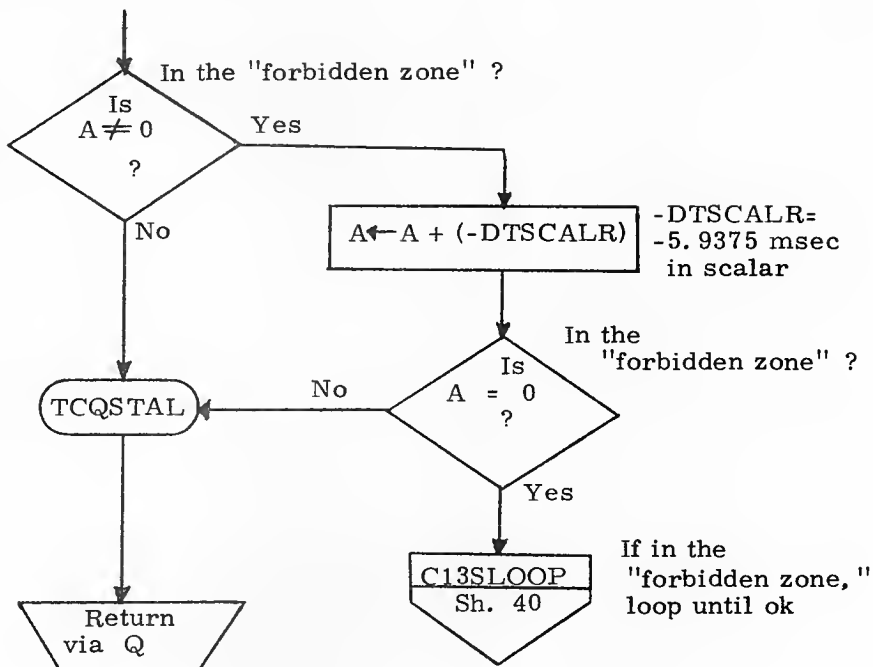 In the "forbidden zone" ?
Is
A ≠ 0
?
Yes
No
A ← A + (-DTSCALR)
-DTSCALR=
-5.9375 msec
in scalar
In the
"forbidden zone" ?
Is
A = 0
?
No
Yes
TCQSTAL
C13SLOOP
Sh. 40
If in the
"forbidden zone,"
loop until ok
Return
via Q